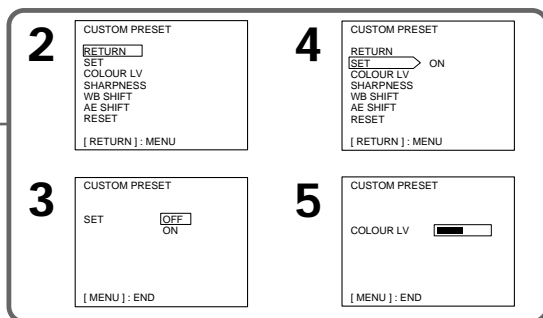 2
CUSTOM PRESET
RETURN
SET
COLOUR LV
SHARPNESS
WB SHIFT
AE SHIFT
RESET
[ RETURN ] : MENU
3
CUSTOM PRESET
SET OFF
ON
[ MENU ] : END
4
CUSTOM PRESET
RETURN
SET ON
COLOUR LV
SHARPNESS
WB SHIFT
AE SHIFT
RESET
[ RETURN ] : MENU
5
CUSTOM PRESET
COLOUR LV
[ MENU ] : END